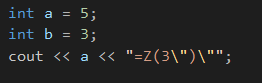 int a = 5;
int b = 3;
cout << a << "=Z(3\")\"";